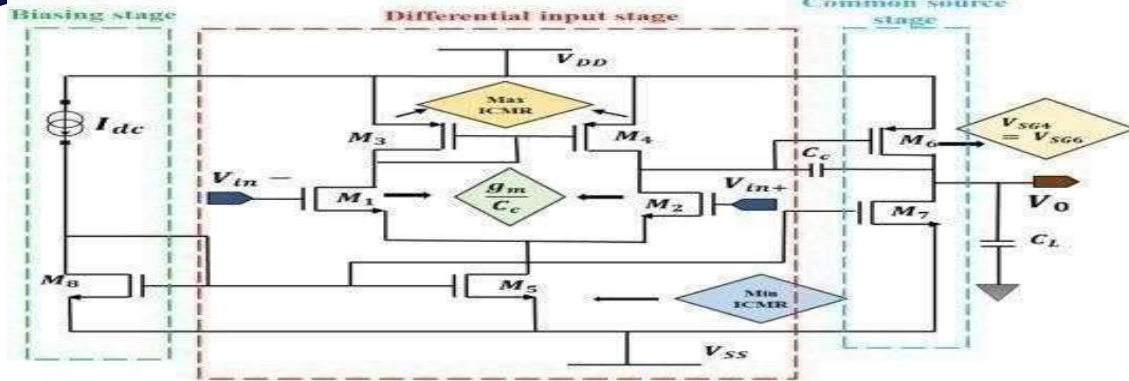 Biasing stage
Differential input stage
Common source
stage
V_DD
I_dc
Max
ICMR
M_3
M_4
V_SG4
= V_SG6
M_6
C_c
V_in −
M_1
g_m
C_c
M_2
V_in+
M_7
V_0
C_L
M_8
M_5
Min
ICMR
V_SS